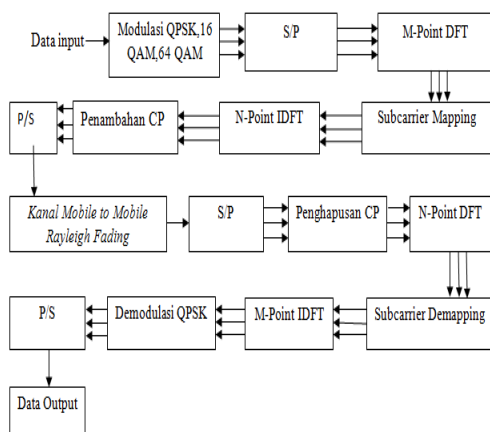 Data input
Modulasi QPSK,16
QAM,64 QAM
S/P
M-Point DFT
P/S
Penambahan CP
N-Point IDFT
Subcarrier Mapping
Kanal Mobile to Mobile
Rayleigh Fading
S/P
Penghapusan CP
N-Point DFT
P/S
Demodulasi QPSK
M-Point IDFT
Subcarrier Demapping
Data Output